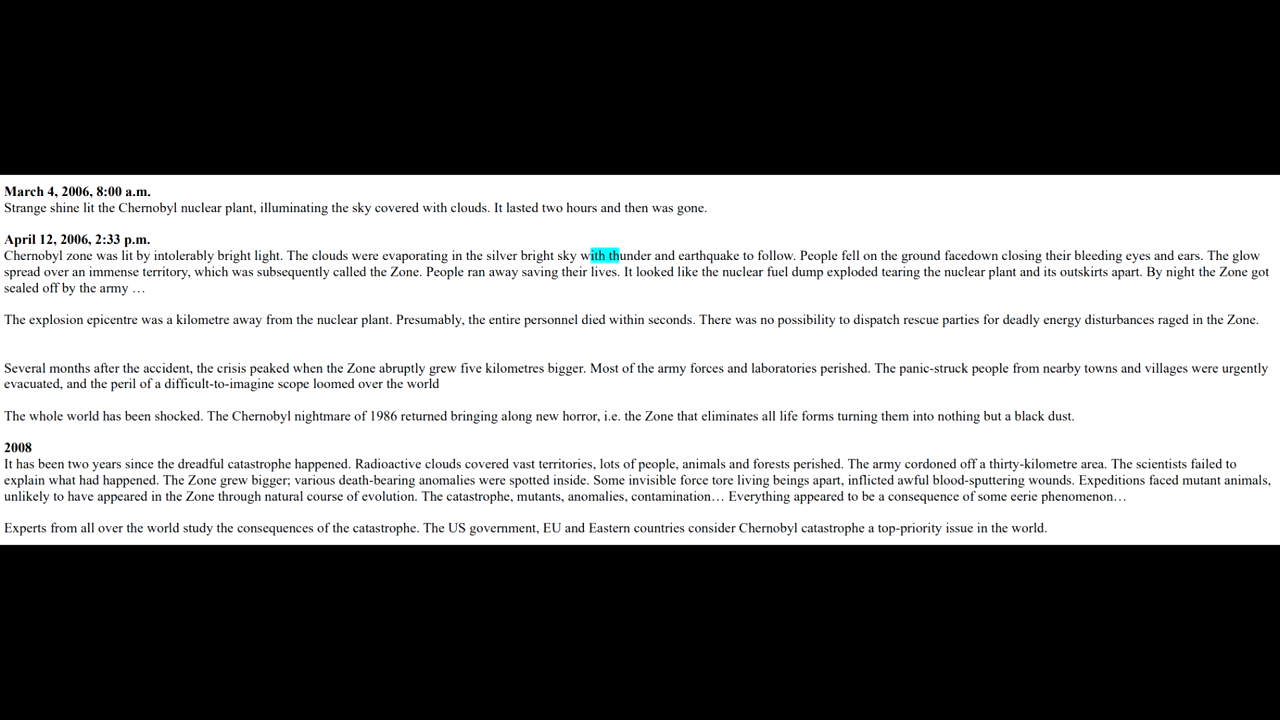 March 4, 2006, 8:00 a.m.
Strange shine lit the Chernobyl nuclear plant, illuminating the sky covered with clouds. It lasted two hours and then was gone.
April 12, 2006, 2:33 p.m.
Chernobyl zone was lit by intolerably bright light. The clouds were evaporating in the silver bright sky with thunder and earthquake to follow. People fell on the ground facedown closing their bleeding eyes and ears. The glow
spread over an immense territory, which was subsequently called the Zone. People ran away saving their lives. It looked like the nuclear fuel dump exploded tearing the nuclear plant and its outskirts apart. By night the Zone got
sealed off by the army …
The explosion epicentre was a kilometre away from the nuclear plant. Presumably, the entire personnel died within seconds. There was no possibility to dispatch rescue parties for deadly energy disturbances raged in the Zone.
Several months after the accident, the crisis peaked when the Zone abruptly grew five kilometres bigger. Most of the army forces and laboratories perished. The panic-struck people from nearby towns and villages were urgently
evacuated, and the peril of a difficult-to-imagine scope loomed over the world
The whole world has been shocked. The Chernobyl nightmare of 1986 returned bringing along new horror, i.e. the Zone that eliminates all life forms turning them into nothing but a black dust.
2008
It has been two years since the dreadful catastrophe happened. Radioactive clouds covered vast territories, lots of people, animals and forests perished. The army cordoned off a thirty-kilometre area. The scientists failed to
explain what had happened. The Zone grew bigger; various death-bearing anomalies were spotted inside. Some invisible force tore living beings apart, inflicted awful blood-sputtering wounds. Expeditions faced mutant animals,
unlikely to have appeared in the Zone through natural course of evolution. The catastrophe, mutants, anomalies, contamination… Everything appeared to be a consequence of some eerie phenomenon…
Experts from all over the world study the consequences of the catastrophe. The US government, EU and Eastern countries consider Chernobyl catastrophe a top-priority issue in the world.